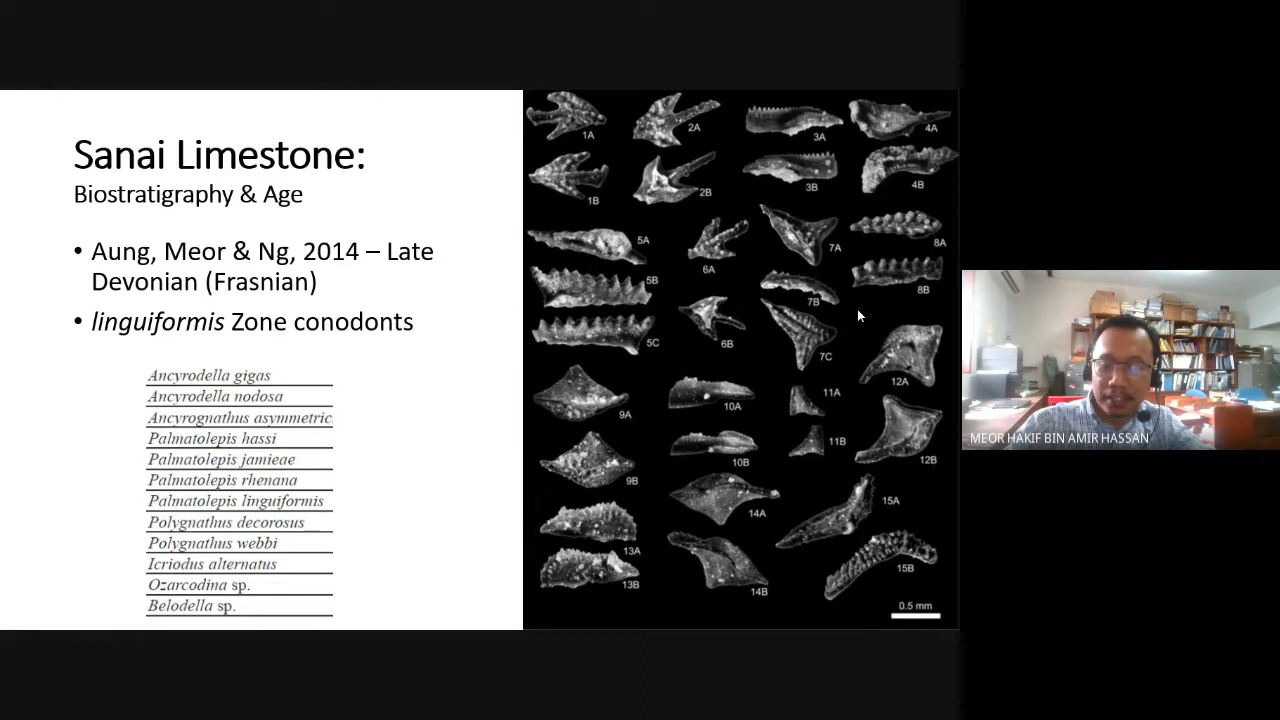 Sanai Limestone:
Biostratigraphy & Age
• Aung, Meor & Ng, 2014 – Late
Devonian (Frasnian)
• linguiformis Zone conodonts
Ancyrodella gigas
Ancyrodella nodosa
Ancyrognathus asymmetric
Palmatolepis hassi
Palmatolepis jamieae
Palmatolepis rhenana
Palmatolepis linguiformis
Polygnathus decorosus
Polygnathus webbi
Icriodus alternatus
Ozarcodina sp.
Belodella sp.
1A
2A
3A
4A
1B
2B
3B
4B
5A
6A
7A
8A
5B
7B
8B
5C
6B
7C
12A
9A
10A
11A
9B
10B
11B
12B
13A
14A
15A
13B
14B
15B
0.5 mm
MEOR HAKIF BIN AMIR HASSAN